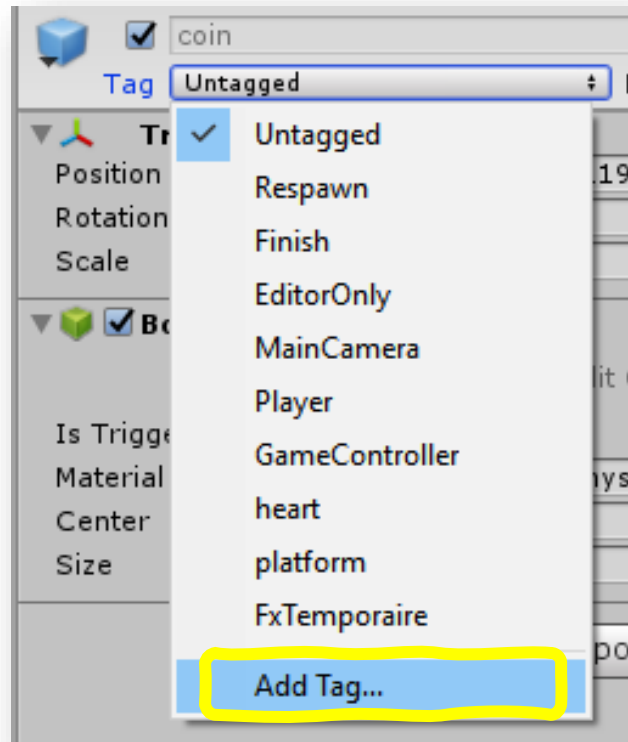 coin
Tag Untagged
Untagged
Position
Respawn
Rotation
Finish
Scale
EditorOnly
MainCamera
Player
Is Trigge
GameController
Material
heart
Center
platform
Size
FxTemporaire
Add Tag...